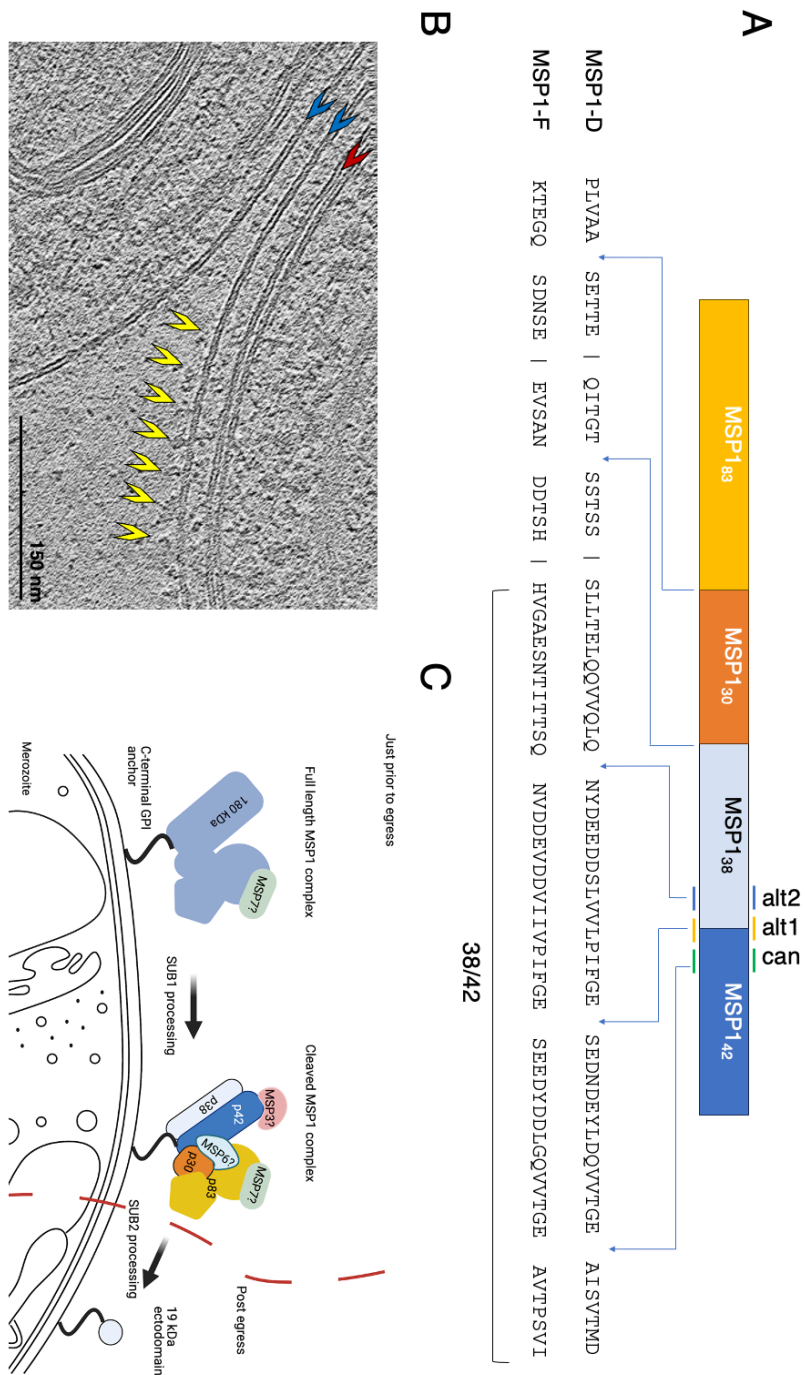 A
MSP1₈₃
MSP1₃₀
MSP1₃₈
MSP1₄₂
alt2
alt1
can
MSP1-D PLVAA SETTE | QITGT SSTSS | SLLTELQQVVQLQ NYDEEDDSLVVLPIFGE SEDNDEYLDQVVTGE AISVTMD
MSP1-F KTEGQ SDNSE | EVSAN DDTSH | HVGAESNTITTSQ NVDDEVDDVIIVPIFGE SEEDYDDLGQVVTGE AVTPSVI
38/42
B
150 nm
C
Just prior to egress
Full length MSP1 complex
180 kDa
MSP7?
C-terminal GPI
anchor
Merozoite
SUB1 processing
Cleaved MSP1 complex
MSP3?
p38
p42
MSP6?
p30
p83
MSP7?
SUB2 processing
Post egress
19 kDa
ectodomain